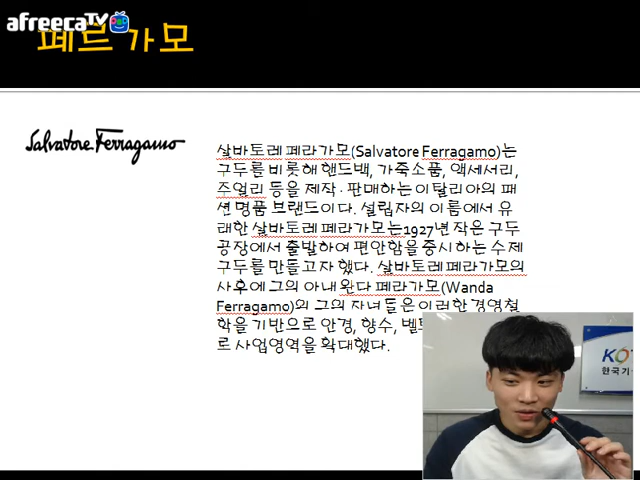 afreecaTV
페르가모
Salvatore Ferragamo
살바토레 페라가모(Salvatore Ferragamo)는
구두를 비롯해 핸드백, 가죽소품, 액세서리,
주얼리 등을 제작·판매하는 이탈리아의 패
션 명품 브랜드이다. 설립자의 이름에서 유
래한 살바토레 페라가모는1927년 작은 구두
공장에서 출발하여 편안함을 중시하는 수제
구두를 만들고자 했다. 살바토레 페라가모의
사후에 그의 아내 완다 페라가모(Wanda
Ferragamo)와 그의 자녀들은 이러한 경영철
학을 기반으로 안경, 향수, 벨
로 사업영역을 확대했다.
한국기